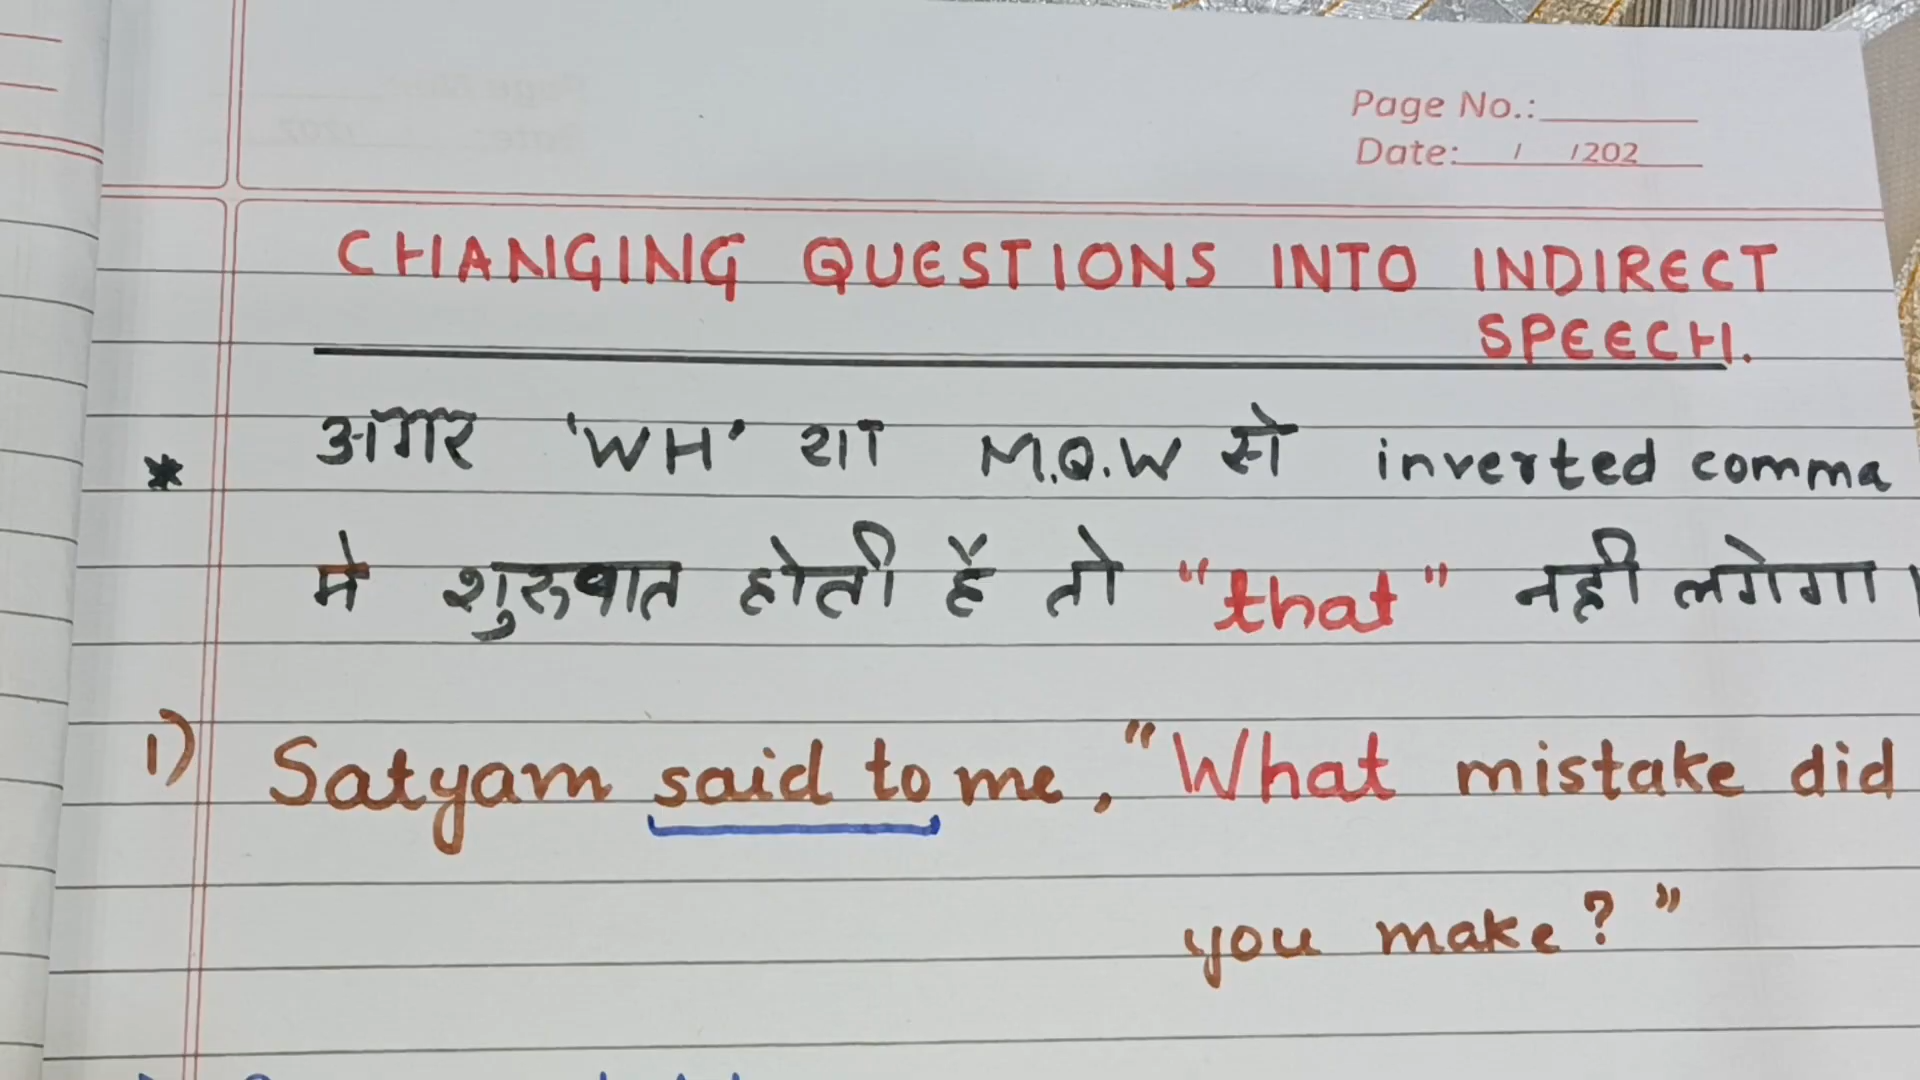 Page No.:
Date: / /202
CHANGING QUESTIONS INTO INDIRECT
SPEECH.
* अगर 'WH' या M.Q.W से inverted comma
मे शुरुवात होती हैं तो "that" नही लगेगा।
1) Satyam said to me, "What mistake did
you make?"